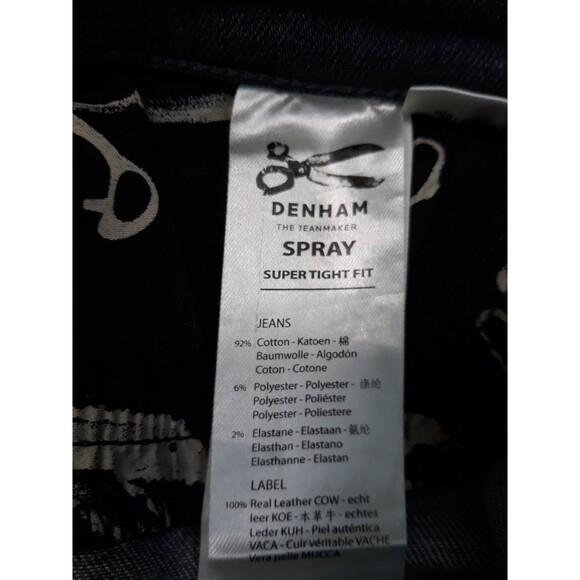 DENHAM
THE JEANMAKER
SPRAY
SUPER TIGHT FIT
JEANS
92% Cotton - Katoen - 棉
Baumwolle - Algodón
Coton - Cotone
6% Polyester - Polyester - 涤纶
Polyester - Poliéster
Polyester - Poliestere
2% Elastane - Elastaan - 氨纶
Elasthan - Elastano
Elasthanne - Elastan
LABEL
100% Real Leather COW - echt
leer KOE - 本革牛 - echtes
Leder KUH - Piel auténtica
VACA - Cuir véritable VACHE
Vera pelle MUCCA